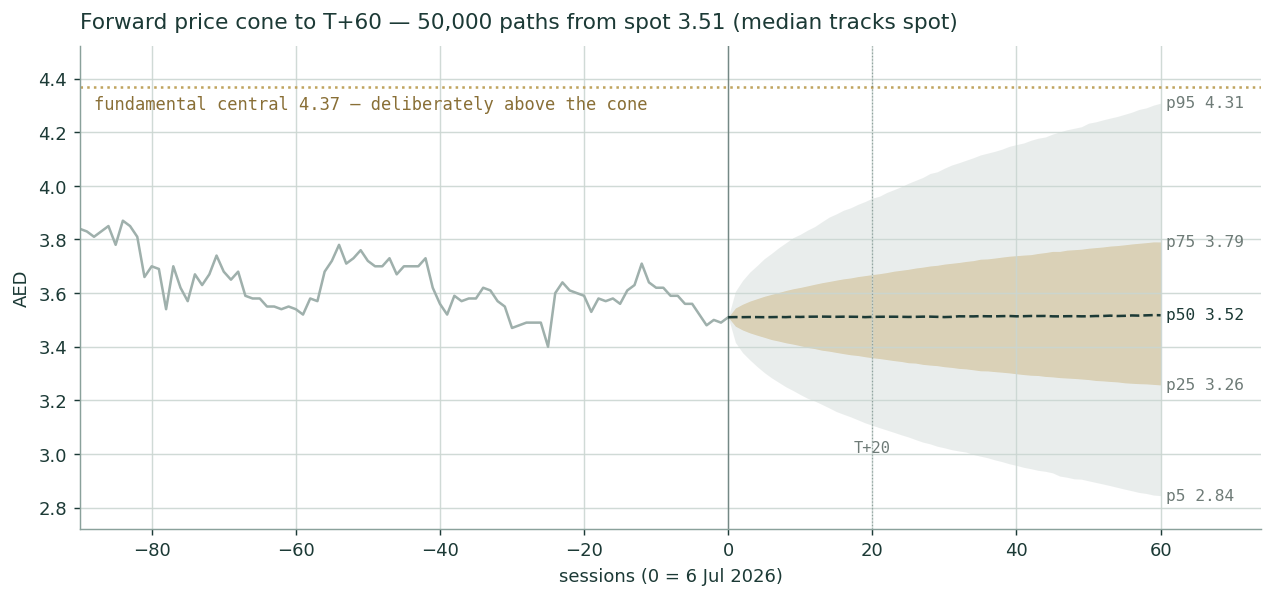 Forward price cone to T+60 — 50,000 paths from spot 3.51 (median tracks spot)
4.4
4.2
4.0
3.8
3.6
3.4
3.2
3.0
2.8
AED
fundamental central 4.37 — deliberately above the cone
p95 4.31
p75 3.79
p50 3.52
p25 3.26
p5 2.84
T+20
−80
−60
−40
−20
0
20
40
60
sessions (0 = 6 Jul 2026)